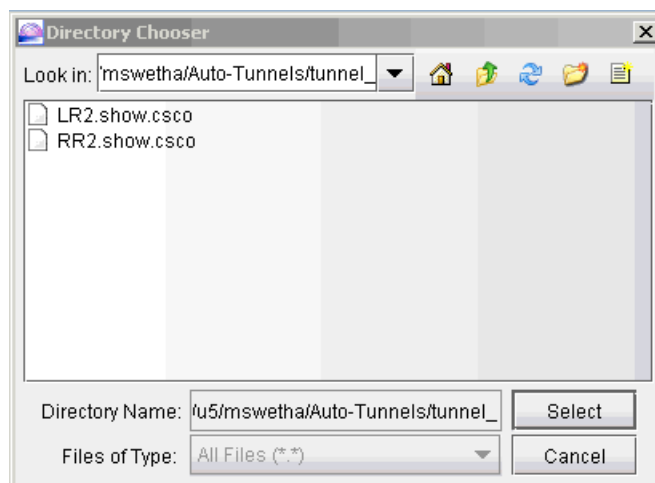 Directory Chooser
Look in: 'mswetha/Auto-Tunnels/tunnel_
LR2.show.csco
RR2.show.csco
Directory Name: /u5/mswetha/Auto-Tunnels/tunnel_ Select
Files of Type: All Files (*.*) Cancel